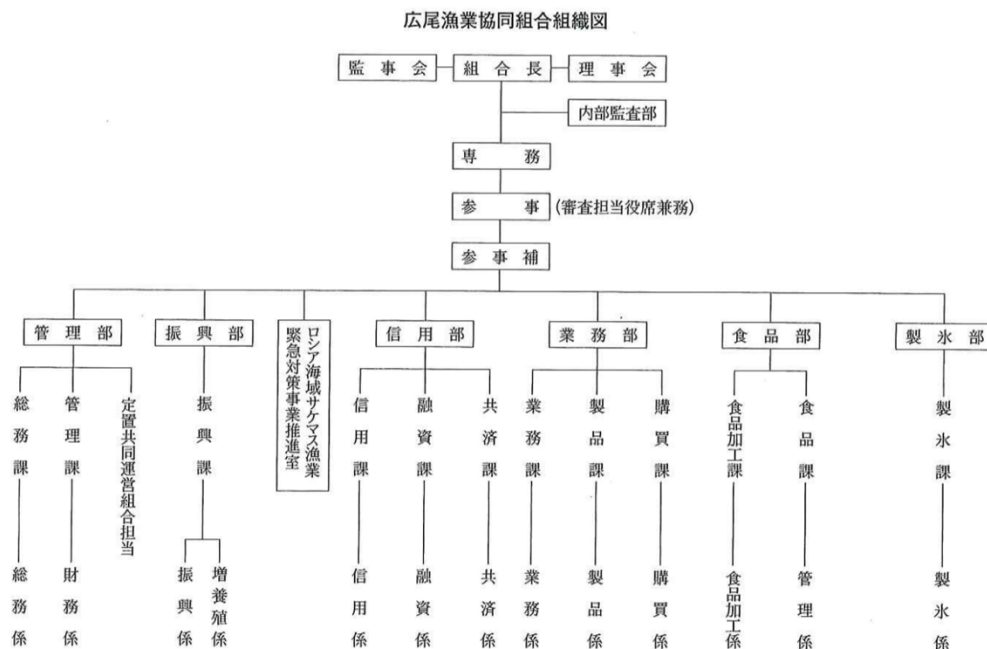 広尾漁業協同組合組織図
監事会
組合長
理事会
内部監査部
専務
参事
(審査担当役席兼務)
参事補
管理部
振興部
ロシア海域サケマス漁業
緊急対策事業推進室
信用部
業務部
食品部
製氷部
総務課
管理課
定置共同運営組合担当
振興課
信用課
融資課
共済課
業務課
製品課
購買課
食品加工課
食品課
製氷課
総務係
財務係
振興係
増養殖係
信用係
融資係
共済係
業務係
製品係
購買係
食品加工係
管理係
製氷係